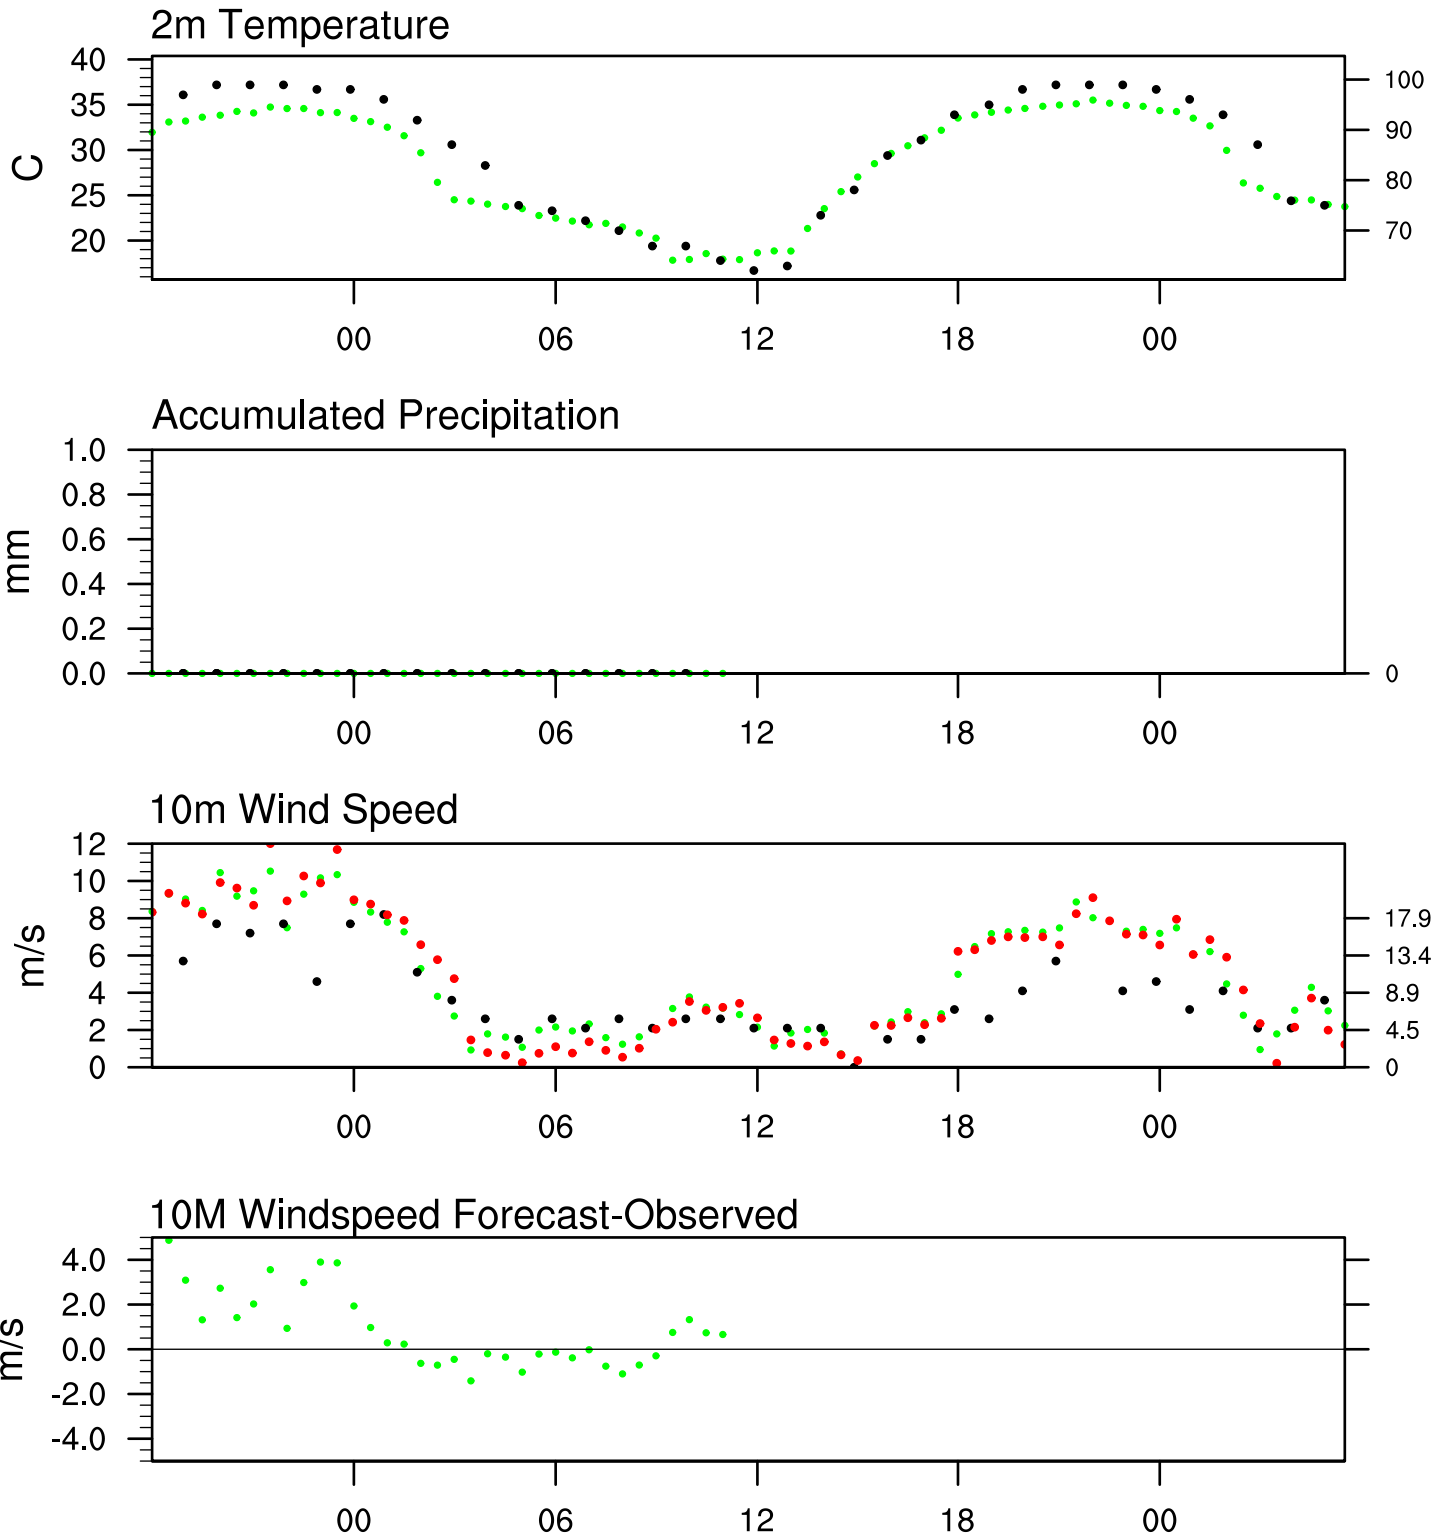 2m Temperature
40
35
30
25
20
C
100
90
80
70
00 06 12 18 00
Accumulated Precipitation
1.0
0.8
0.6
0.4
0.2
0.0
mm
0
00 06 12 18 00
10m Wind Speed
12
10
8
6
4
2
0
m/s
17.9
13.4
8.9
4.5
0
00 06 12 18 00
10M Windspeed Forecast-Observed
4.0
2.0
0.0
-2.0
-4.0
m/s
00 06 12 18 00